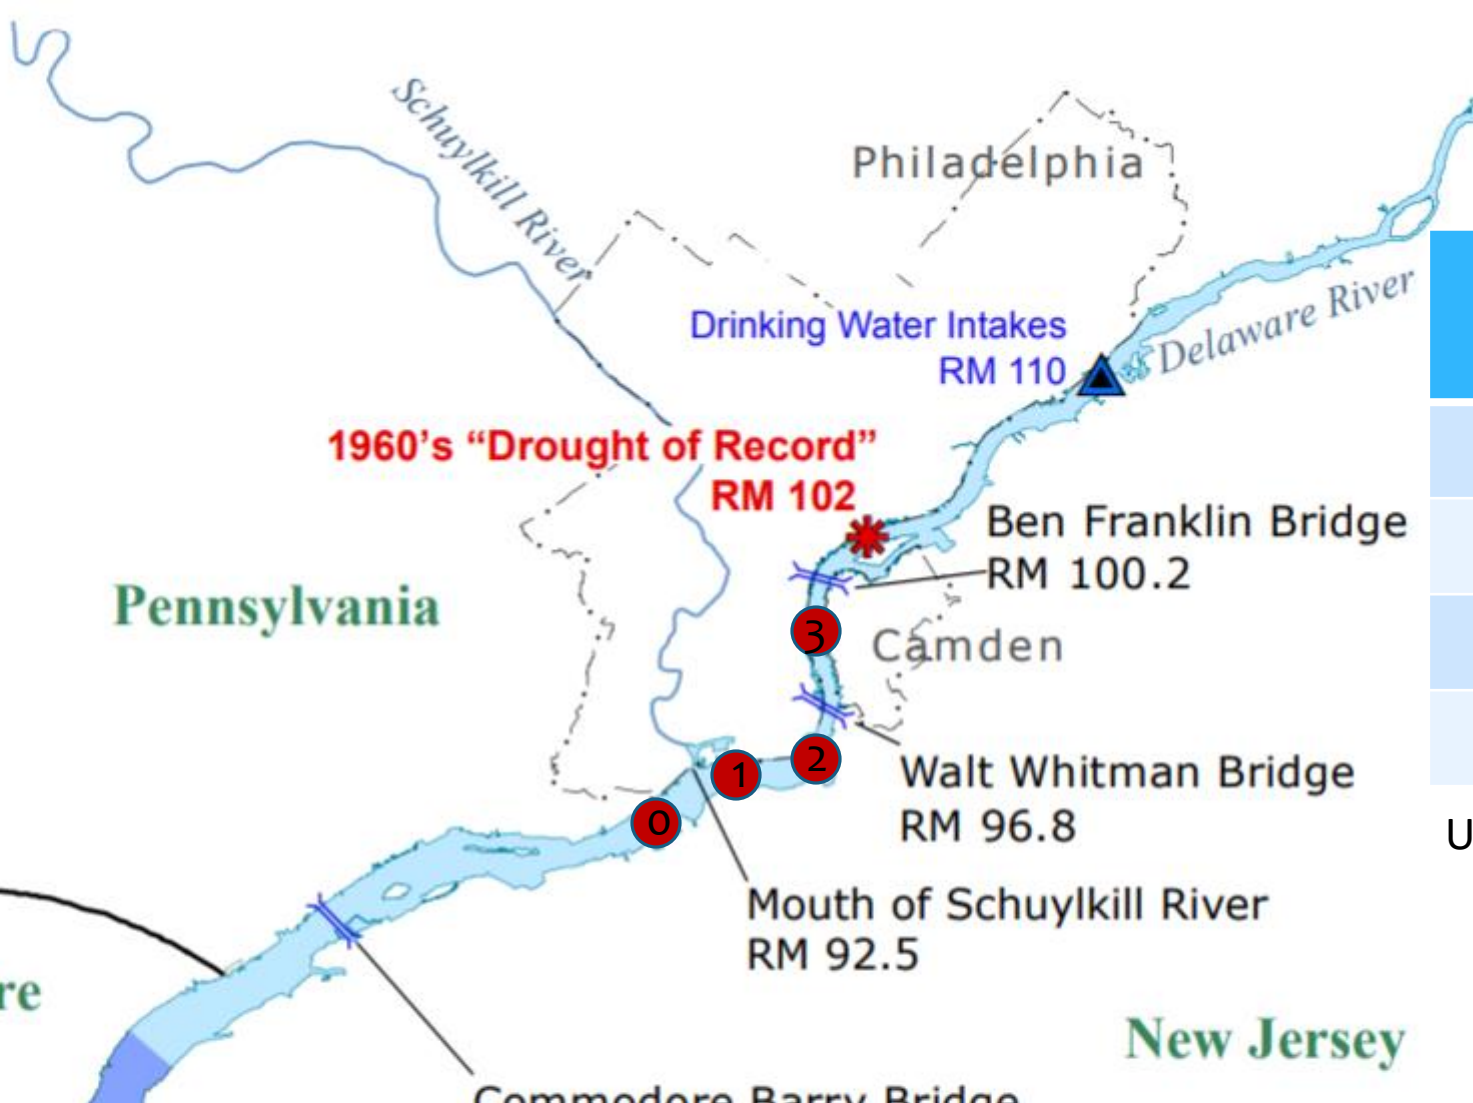 Schuylkill River
Philadelphia
Drinking Water Intakes
RM 110
Delaware River
1960's “Drought of Record”
RM 102
Ben Franklin Bridge
RM 100.2
Pennsylvania
3
Camden
2
1
Walt Whitman Bridge
RM 96.8
0
U
Mouth of Schuylkill River
RM 92.5
re
New Jersey
Commodore Barry Bridge